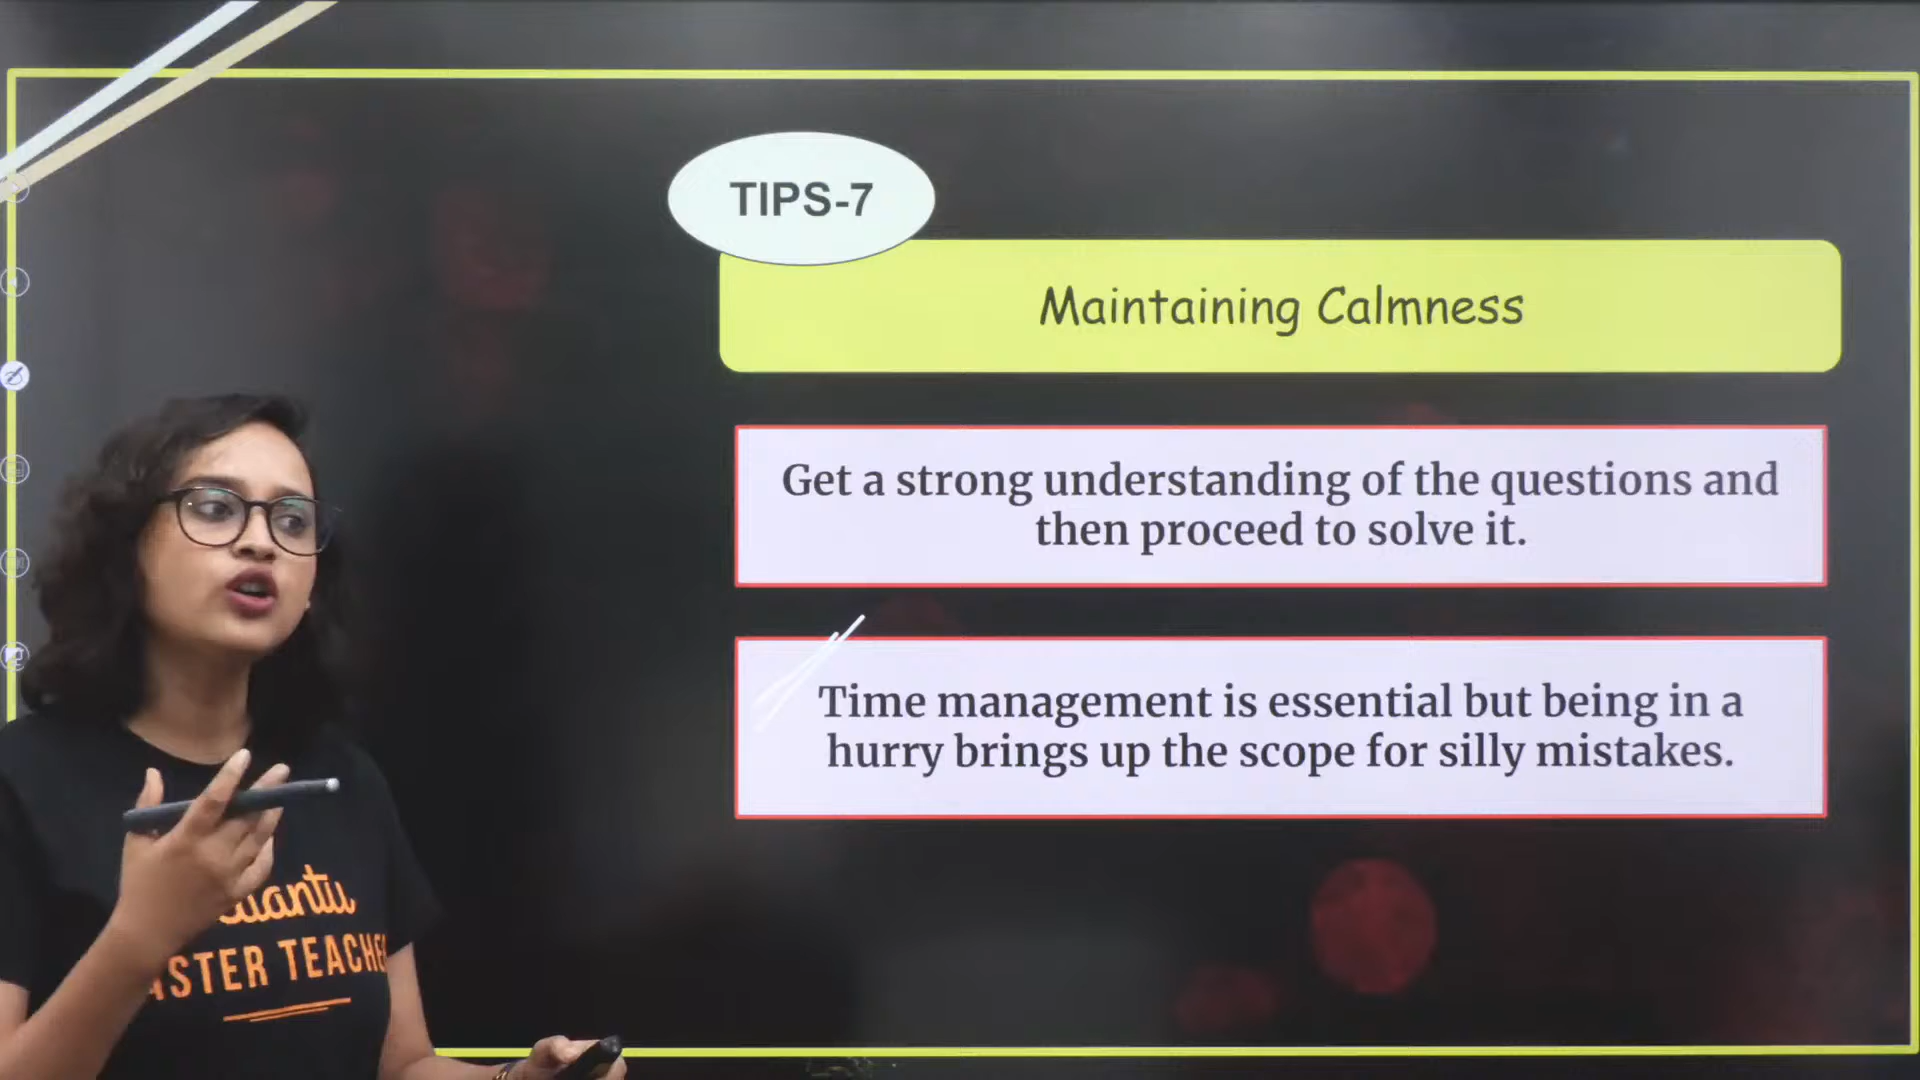 TIPS-7
Maintaining Calmness
Get a strong understanding of the questions and
then proceed to solve it.
Time management is essential but being in a
hurry brings up the scope for silly mistakes.